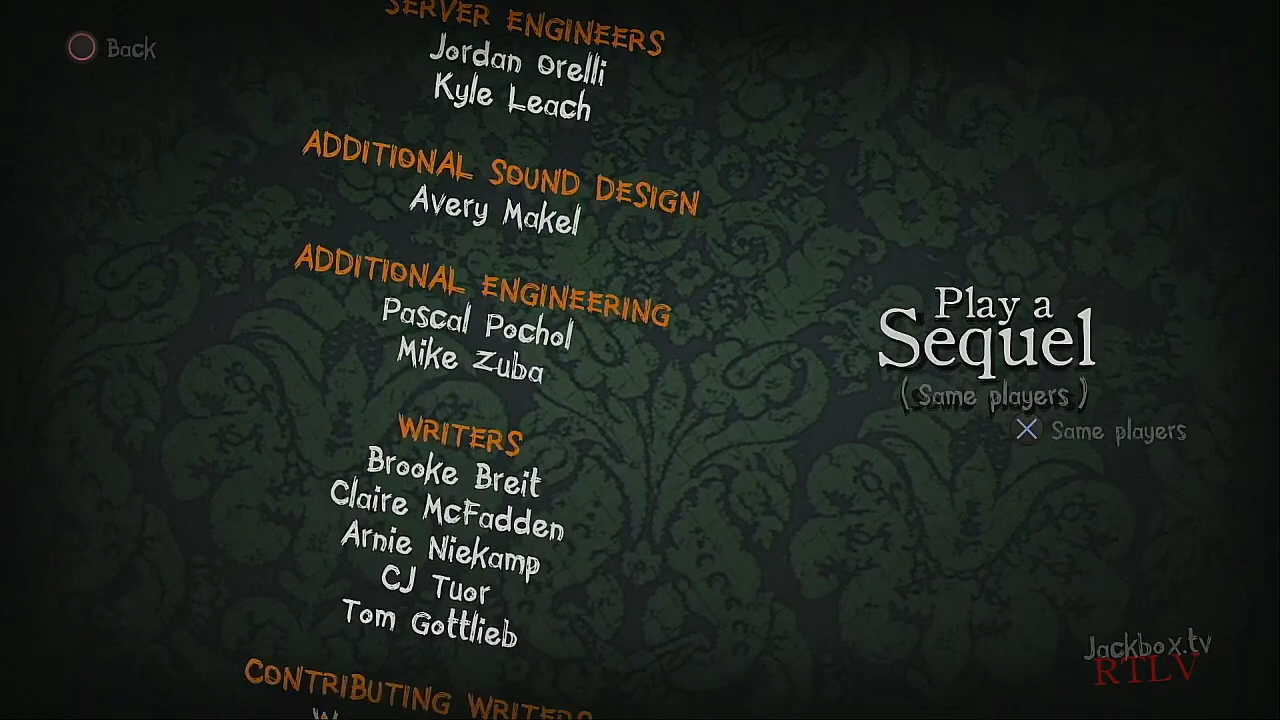 Back
SERVER ENGINEERS
Jordan Orelli
Kyle Leach
ADDITIONAL SOUND DESIGN
Avery Makel
ADDITIONAL ENGINEERING
Pascal Pochol
Mike Zuba
WRITERS
Brooke Breit
Claire McFadden
Arnie Niekamp
CJ Tuor
Tom Gottlieb
CONTRIBUTING WRITERS
Play a
Sequel
( Same players )
Same players
Jackbox.tv
RTLV